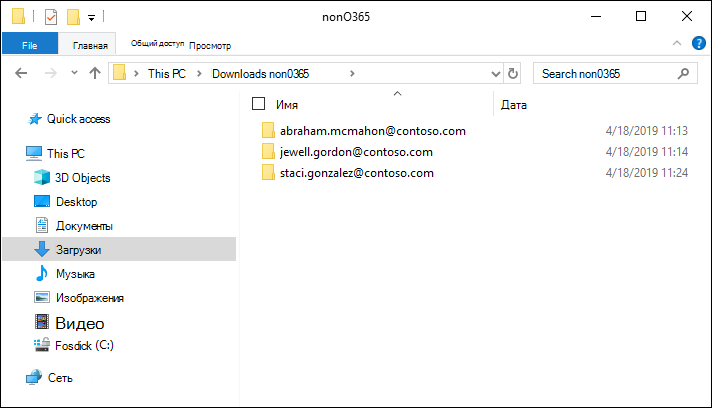 nonO365
File Главная Общий доступ Просмотр
This PC Downloads non0365 Search non0365
Имя Дата
Quick access
This PC
3D Objects
Desktop
Документы
Загрузки
Музыка
Изображения
Видео
Fosdick (C:)
Сеть
abraham.mcmahon@contoso.com 4/18/2019 11:13
jewell.gordon@contoso.com 4/18/2019 11:14
staci.gonzalez@contoso.com 4/18/2019 11:24